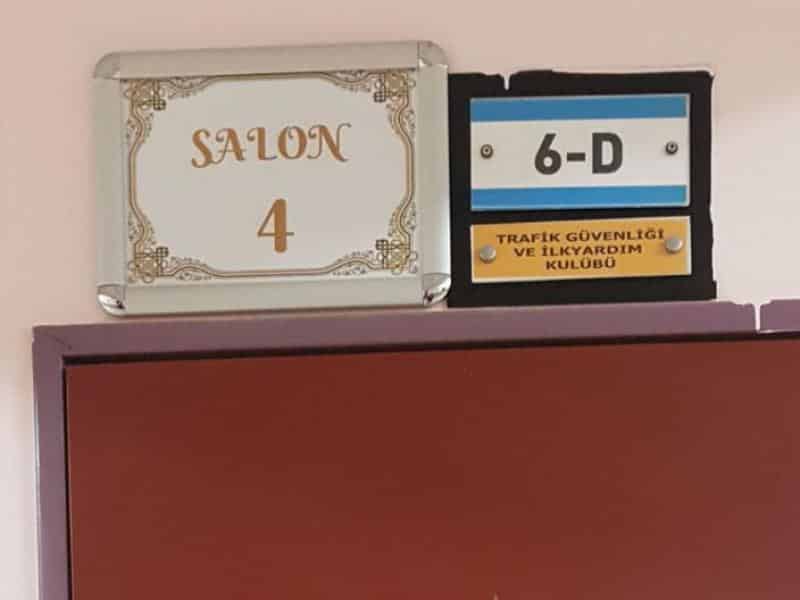 SALON
4
6-D
TRAFİK GÜVENLİĞİ
VE İLKYARDIM
KULÜBÜ